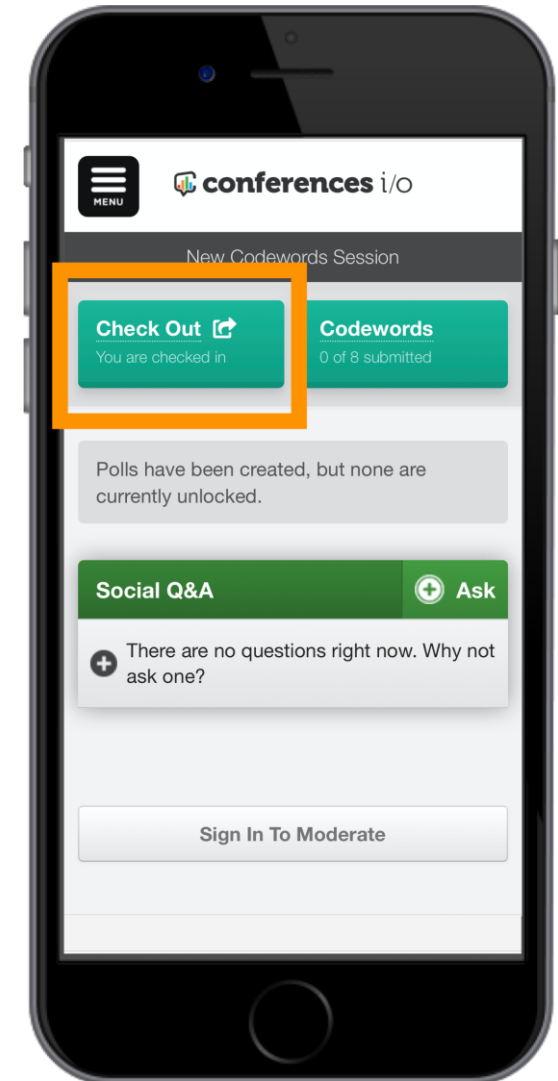 MENU
conferences i/o
New Codewords Session
Check Out
You are checked in
Codewords
0 of 8 submitted
Polls have been created, but none are
currently unlocked.
Social Q&A
Ask
There are no questions right now. Why not
ask one?
Sign In To Moderate